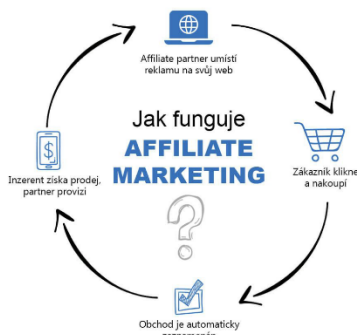 Affiliate partner umístí
reklamu na svůj web
Jak funguje
AFFILIATE
MARKETING
?
Zákazník klikne
a nakoupí
Inzerent získa prodej,
partner provizi
Obchod je automaticky